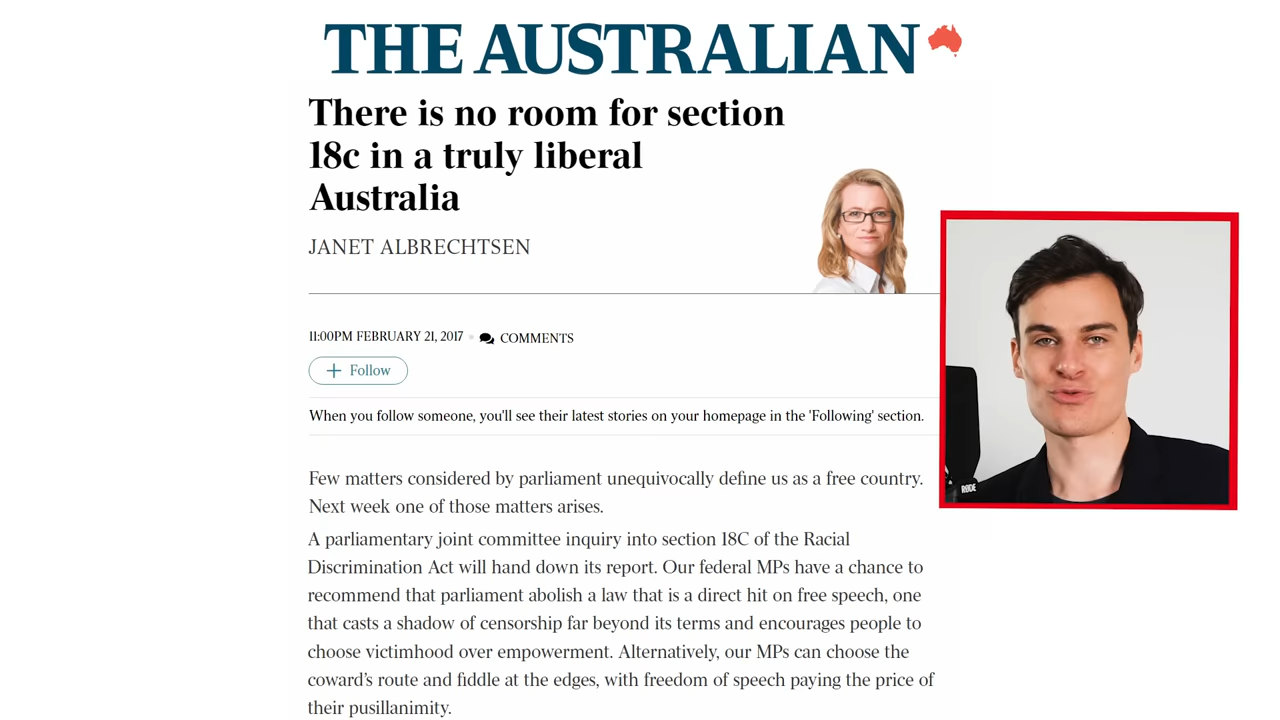 THE AUSTRALIAN
There is no room for section
18c in a truly liberal
Australia
JANET ALBRECHTSEN
11:00PM FEBRUARY 21, 2017 • COMMENTS
+ Follow
When you follow someone, you'll see their latest stories on your homepage in the 'Following' section.
Few matters considered by parliament unequivocally define us as a free country.
Next week one of those matters arises.
A parliamentary joint committee inquiry into section 18C of the Racial
Discrimination Act will hand down its report. Our federal MPs have a chance to
recommend that parliament abolish a law that is a direct hit on free speech, one
that casts a shadow of censorship far beyond its terms and encourages people to
choose victimhood over empowerment. Alternatively, our MPs can choose the
coward's route and fiddle at the edges, with freedom of speech paying the price of
their pusillanimity.
RØDE